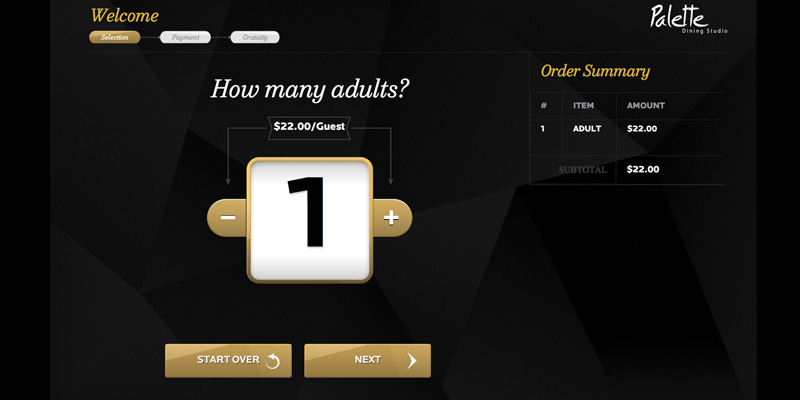 Welcome
Selection
Payment
Gratuity
Palette
Dining Studio
How many adults?
$22.00/Guest
−
1
+
START OVER
NEXT
Order Summary
# ITEM AMOUNT
1 ADULT $22.00
SUBTOTAL $22.00